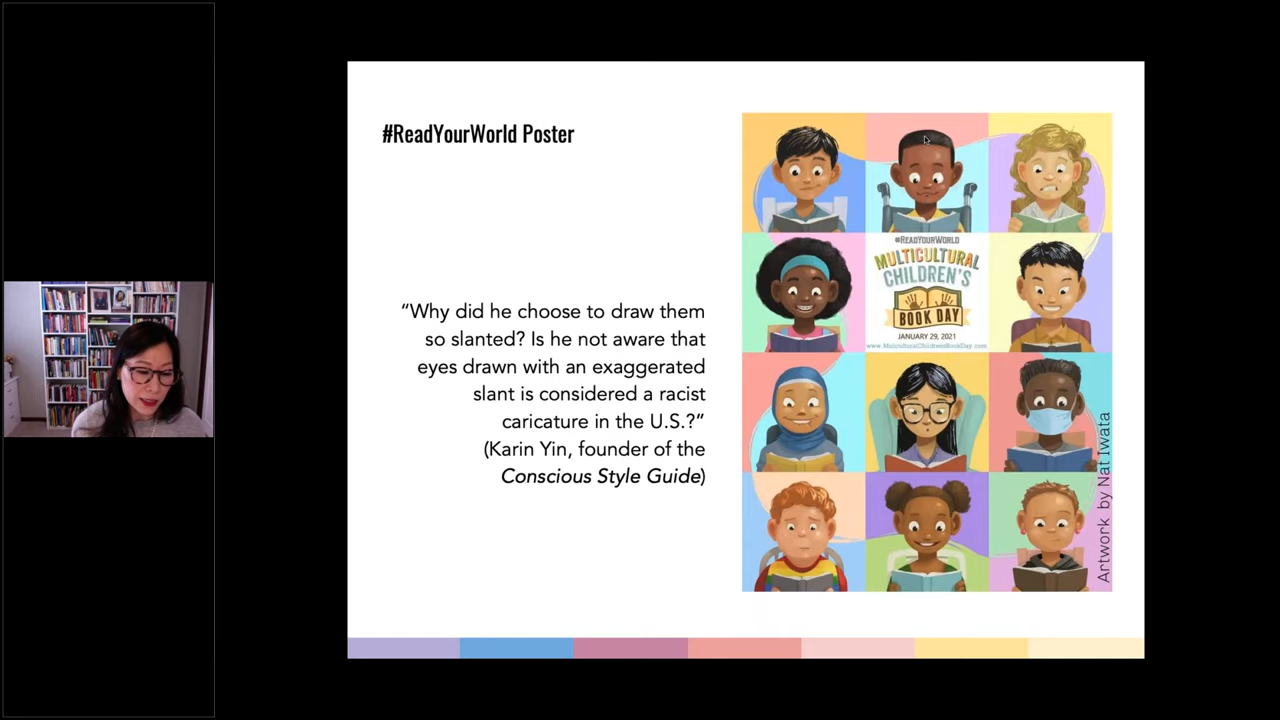 #ReadYourWorld Poster
“Why did he choose to draw them
so slanted? Is he not aware that
eyes drawn with an exaggerated
slant is considered a racist
caricature in the U.S.?”
(Karin Yin, founder of the
Conscious Style Guide)
#READYOURWORLD
MULTICULTURAL
CHILDREN'S
BOOK DAY
JANUARY 29, 2021
www.MulticulturalChildrensBookDay.com
Artwork by Nat Iwata